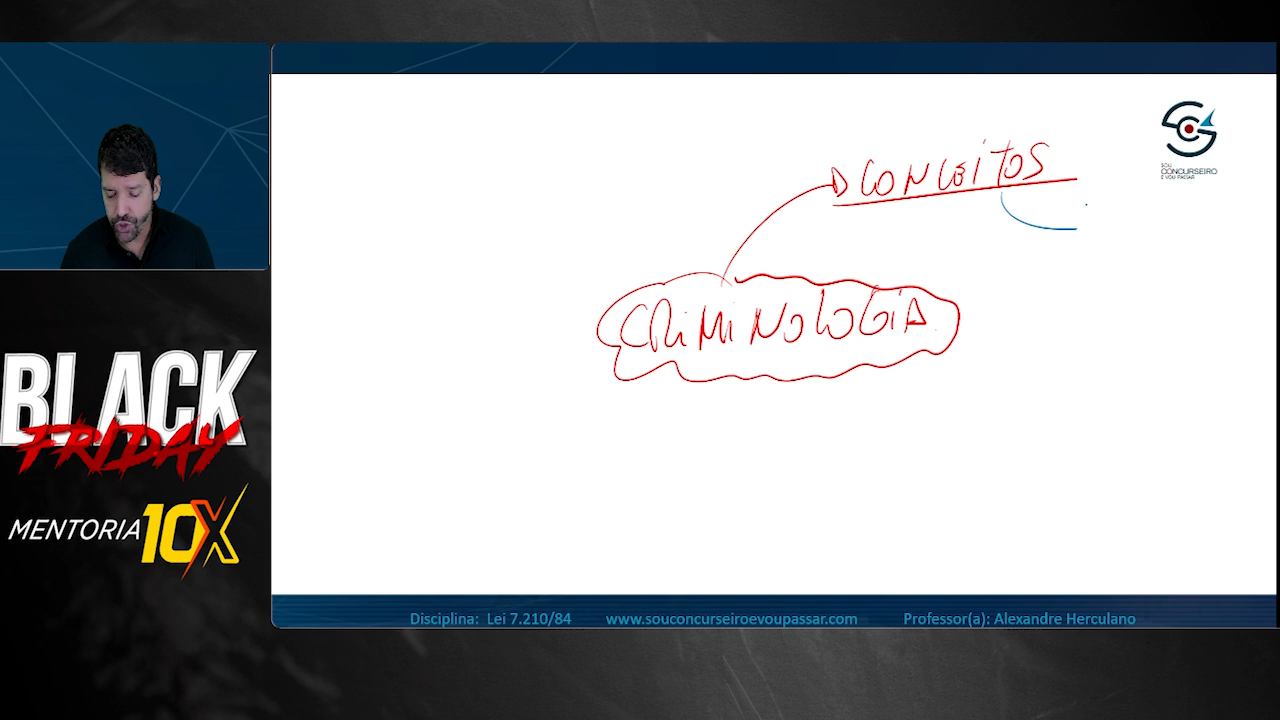 CONCEITOS
SOU
CONCURSEIRO
E VOU PASSAR
CRIMINOLOGIA
BLACK
FRIDAY
MENTORIA 10X
Disciplina: Lei 7.210/84 www.souconcurseiroevoupassar.com Professor(a): Alexandre Herculano